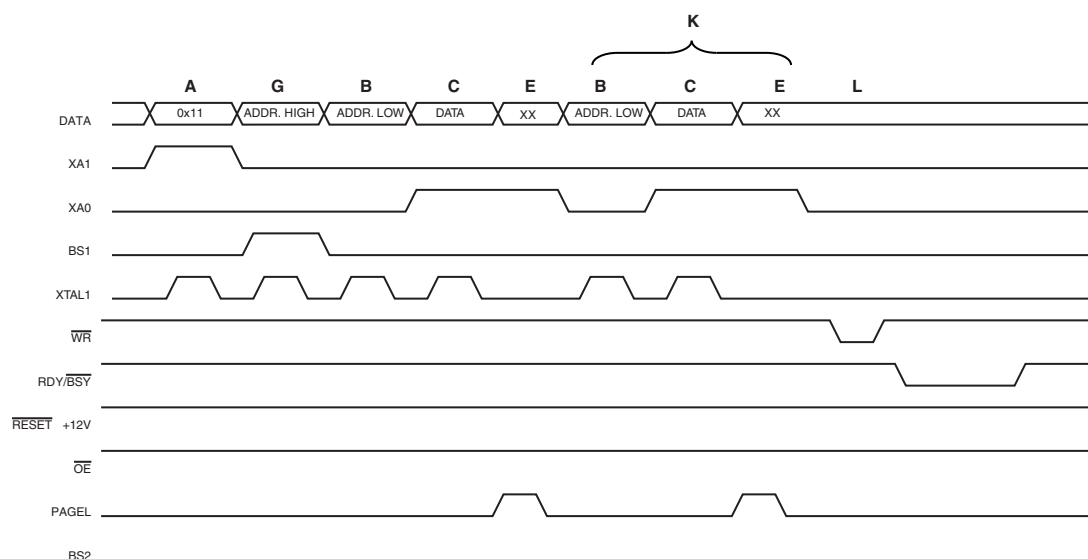 K
A G B C E B C E L
DATA 0x11 ADDR. HIGH ADDR. LOW DATA XX ADDR. LOW DATA XX
XA1
XA0
BS1
XTAL1
WR
RDY/BSY
RESET +12V
OE
PAGEL
BS2